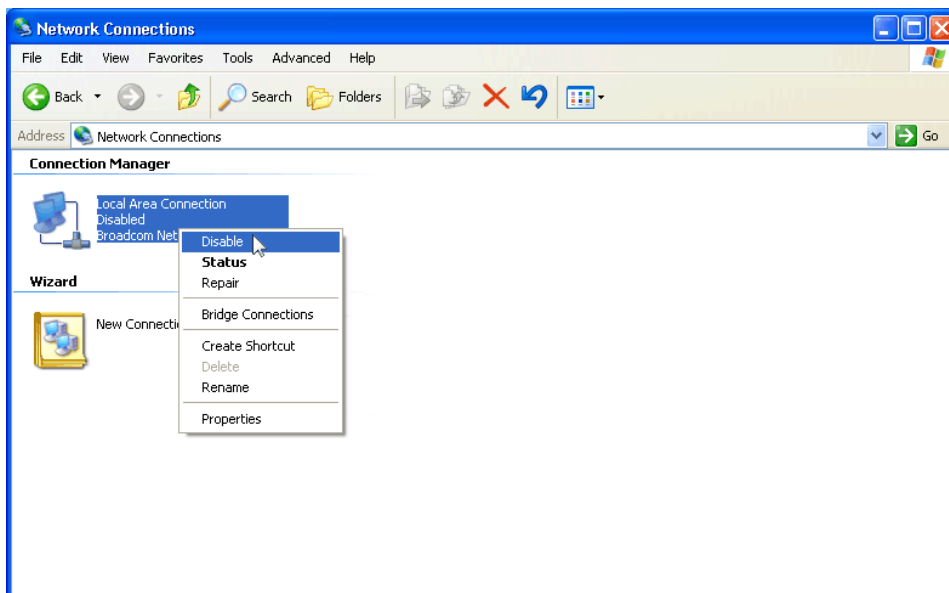 Network Connections
File Edit View Favorites Tools Advanced Help
Back Search Folders
Address Network Connections Go
Connection Manager
Local Area Connection
Disabled
Broadcom Net
Disable
Status
Repair
Wizard
New Connecti
Bridge Connections
Create Shortcut
Delete
Rename
Properties